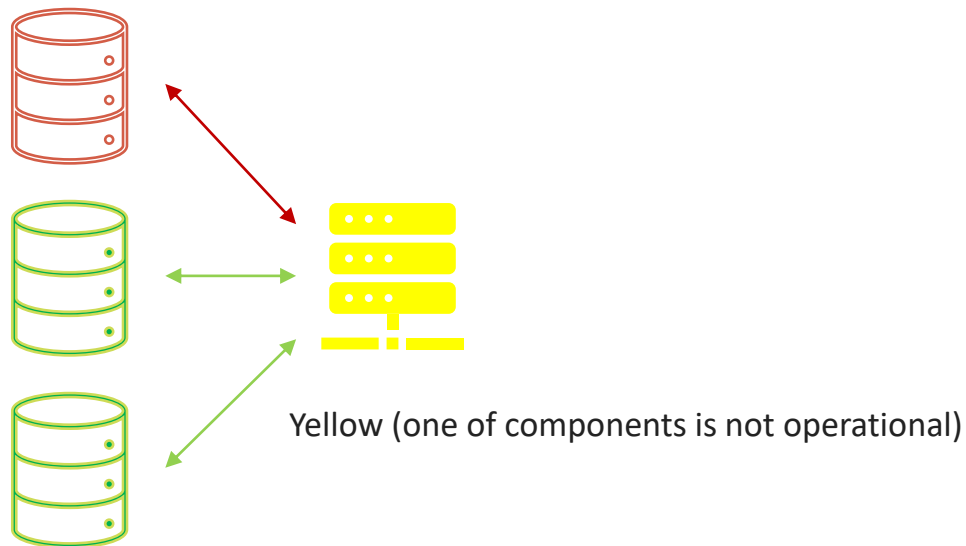 Yellow (one of components is not operational)